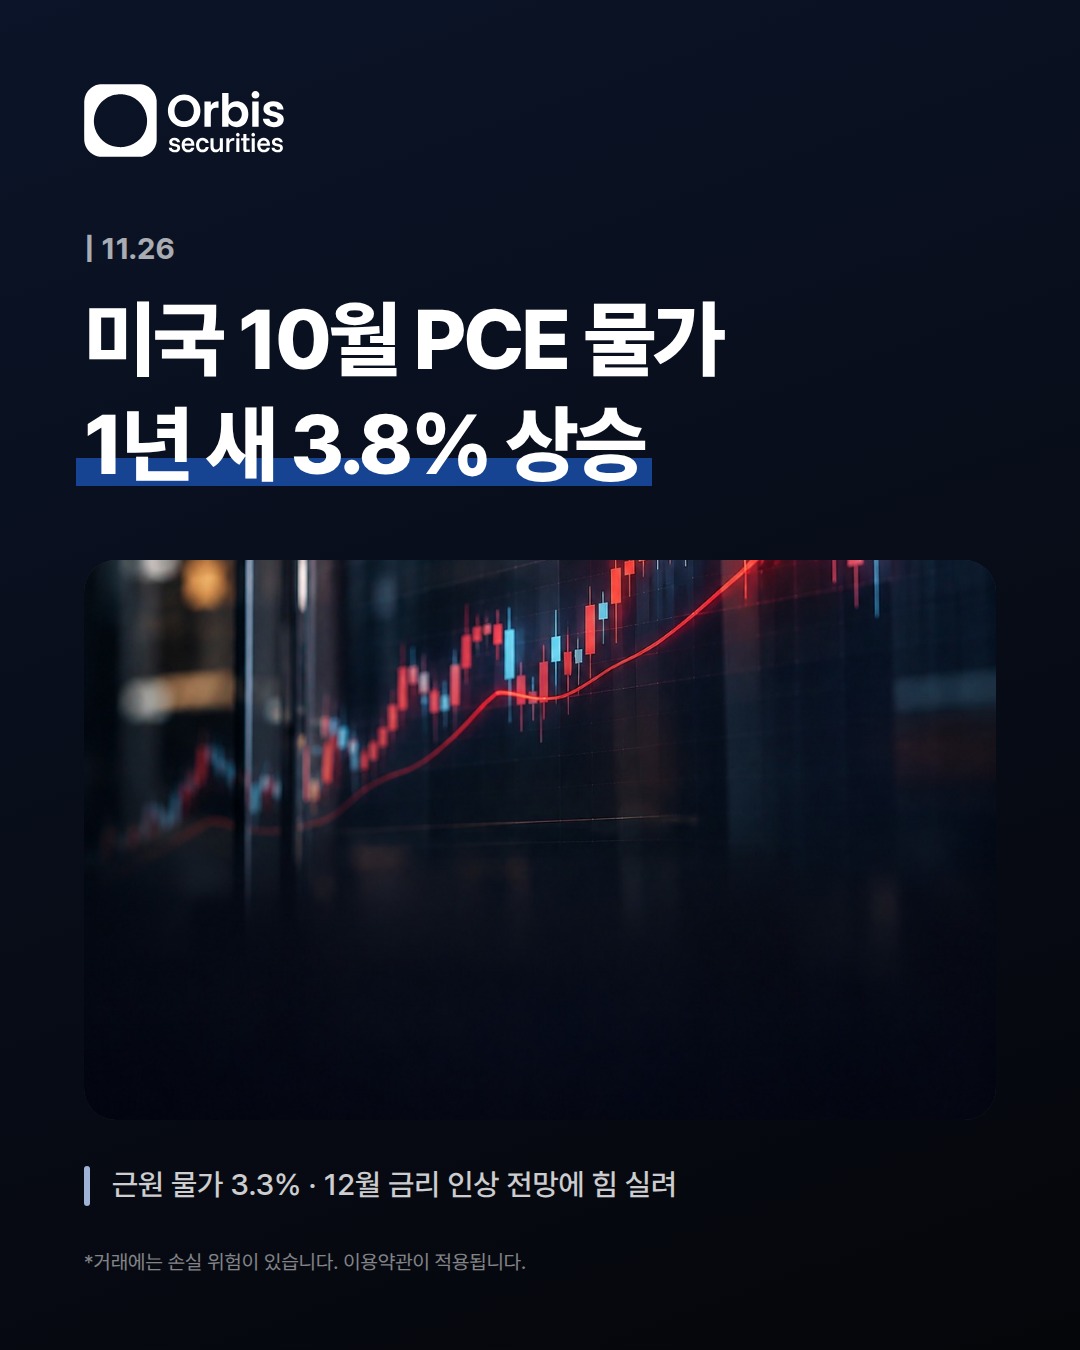 Orbis
securities
| 11.26
미국 10월 PCE 물가
1년 새 3.8% 상승
근원 물가 3.3% · 12월 금리 인상 전망에 힘 실려
*거래에는 손실 위험이 있습니다. 이용약관이 적용됩니다.